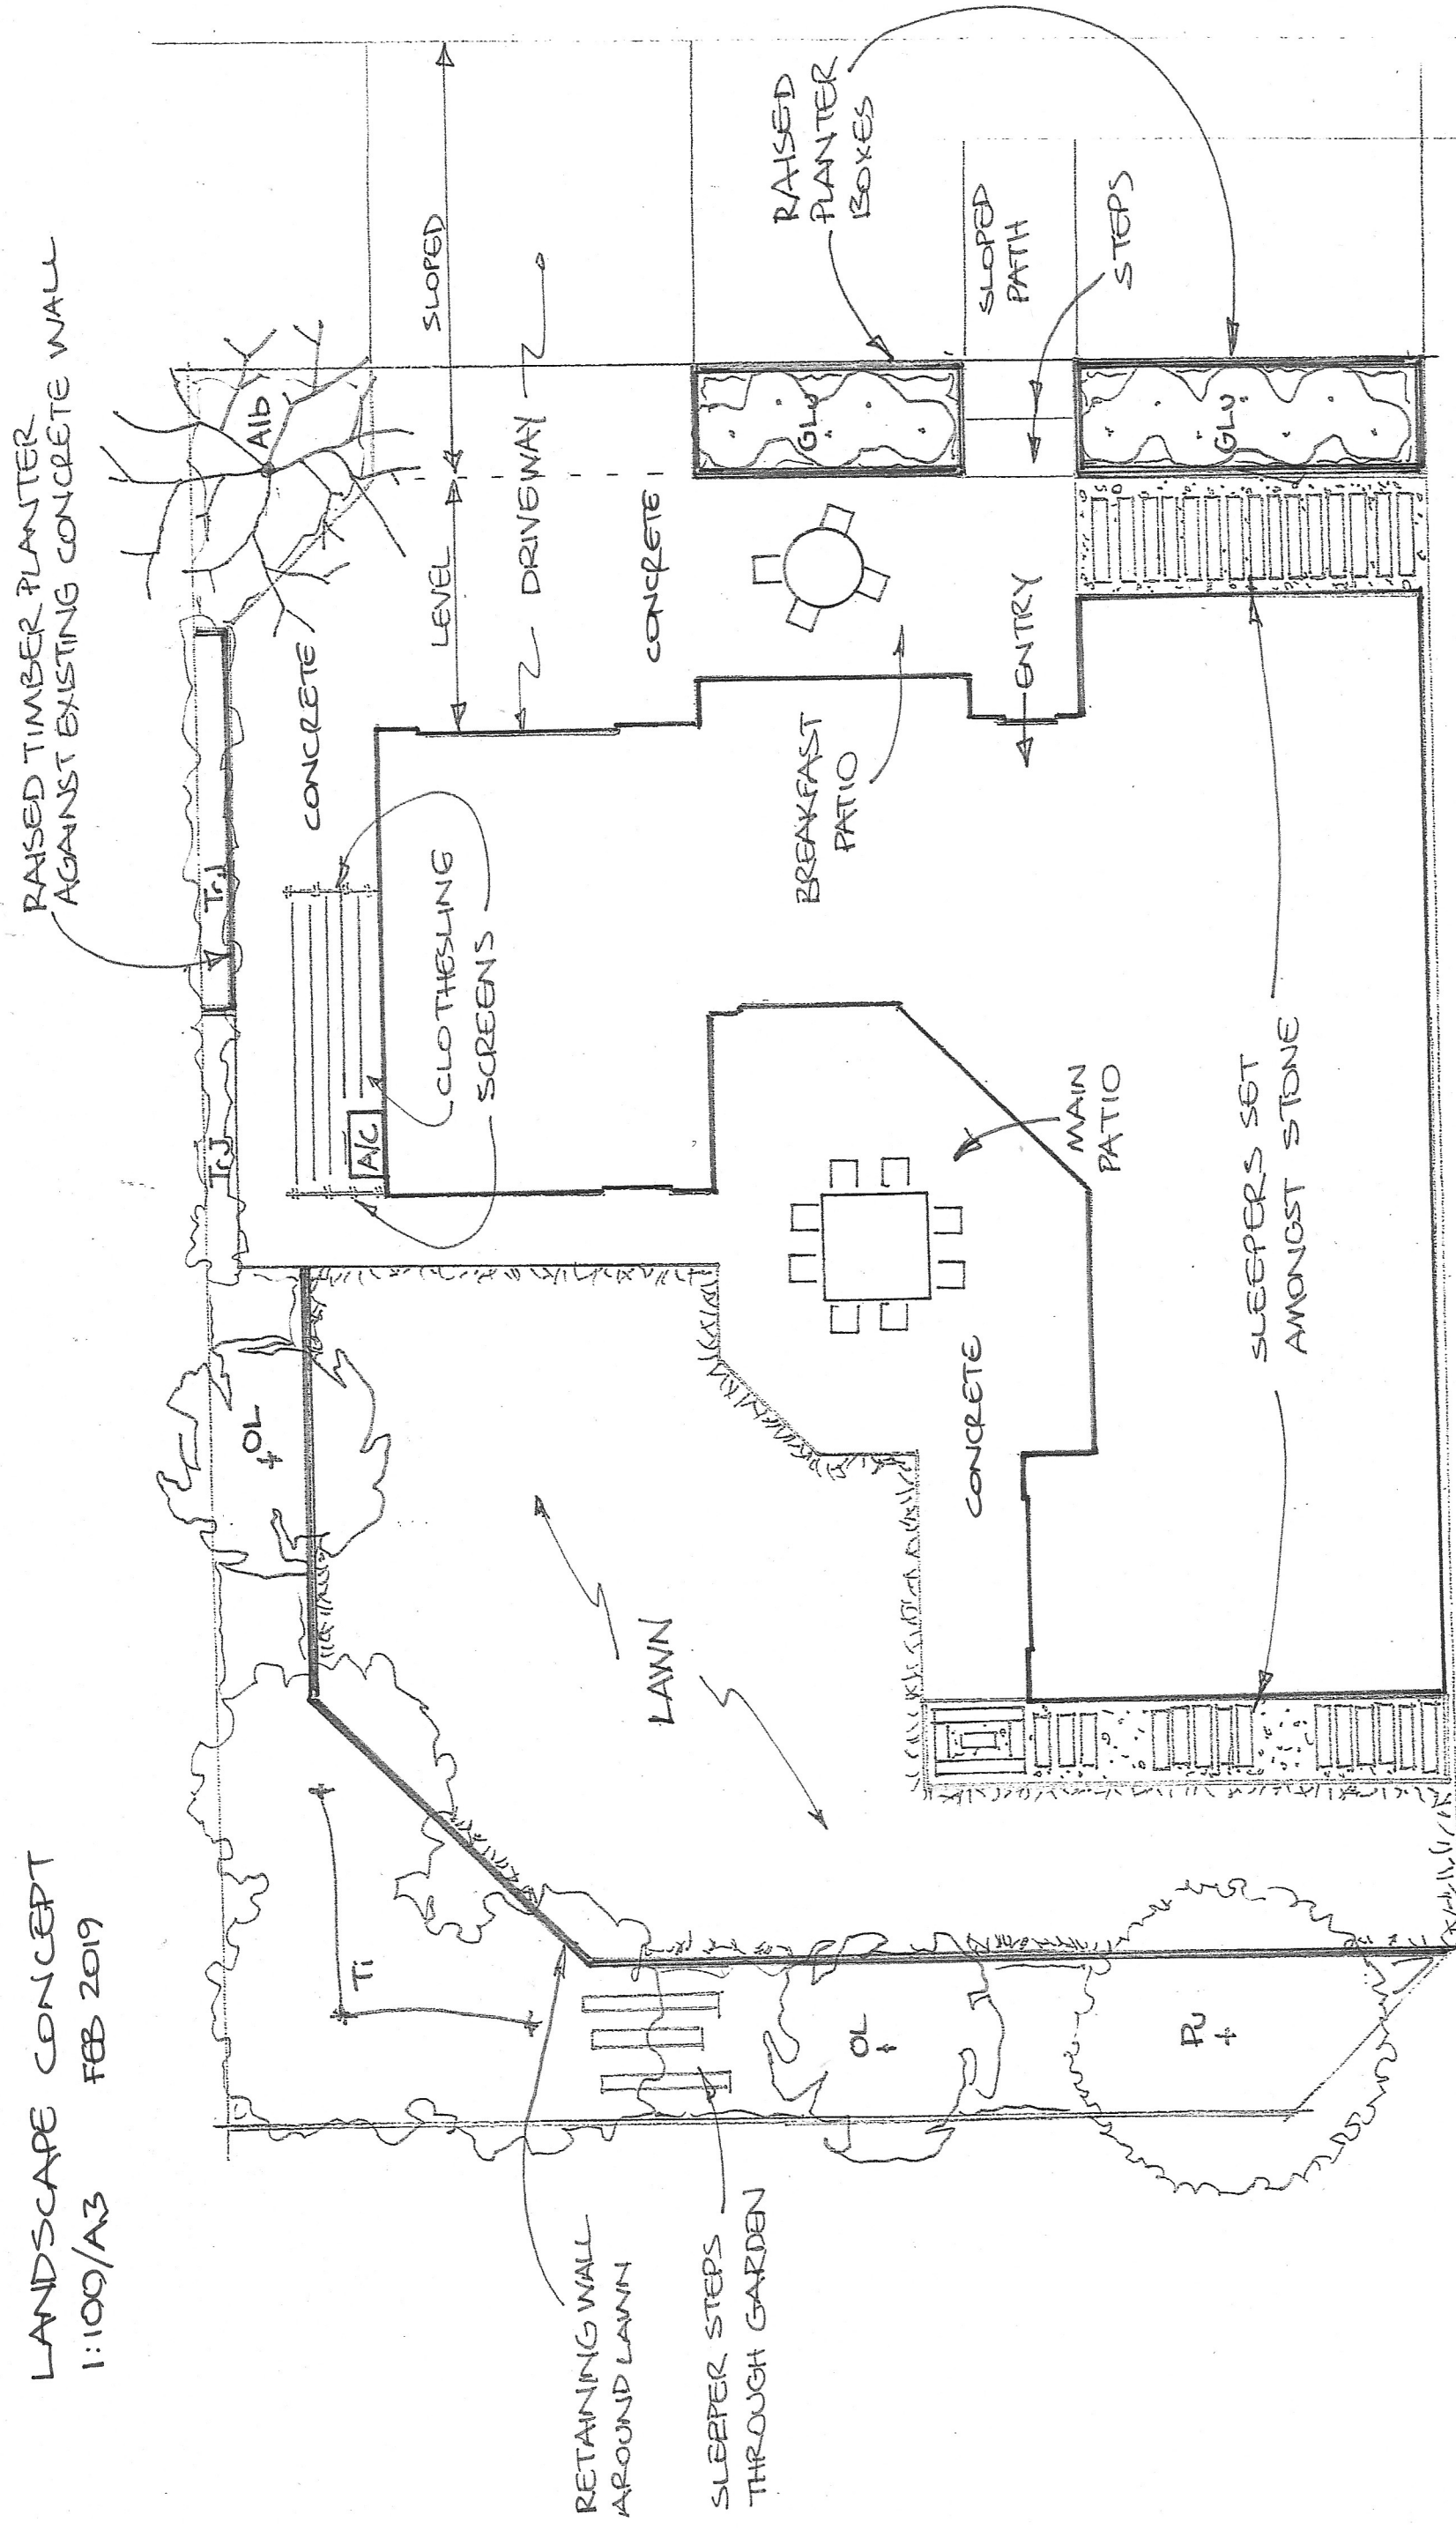 LANDSCAPE CONCEPT
1:100/A3 FEB 2019
RAISED TIMBER PLANTER
AGAINST EXISTING CONCRETE WALL
Alb
TrJ
TrJ
CONCRETE
SLOPED
LEVEL
DRIVEWAY
A/C
CLOTHESLINE
SCREENS
OL
Ti
RETAINING WALL
AROUND LAWN
SLEEPER STEPS
THROUGH GARDEN
LAWN
CONCRETE
RAISED
PLANTER
BOXES
GLu
BREAKFAST
PATIO
OL
CONCRETE
MAIN
PATIO
ENTRY
SLOPED
PATH
STEPS
Pu
GLu
SLEEPERS SET
AMONGST STONE